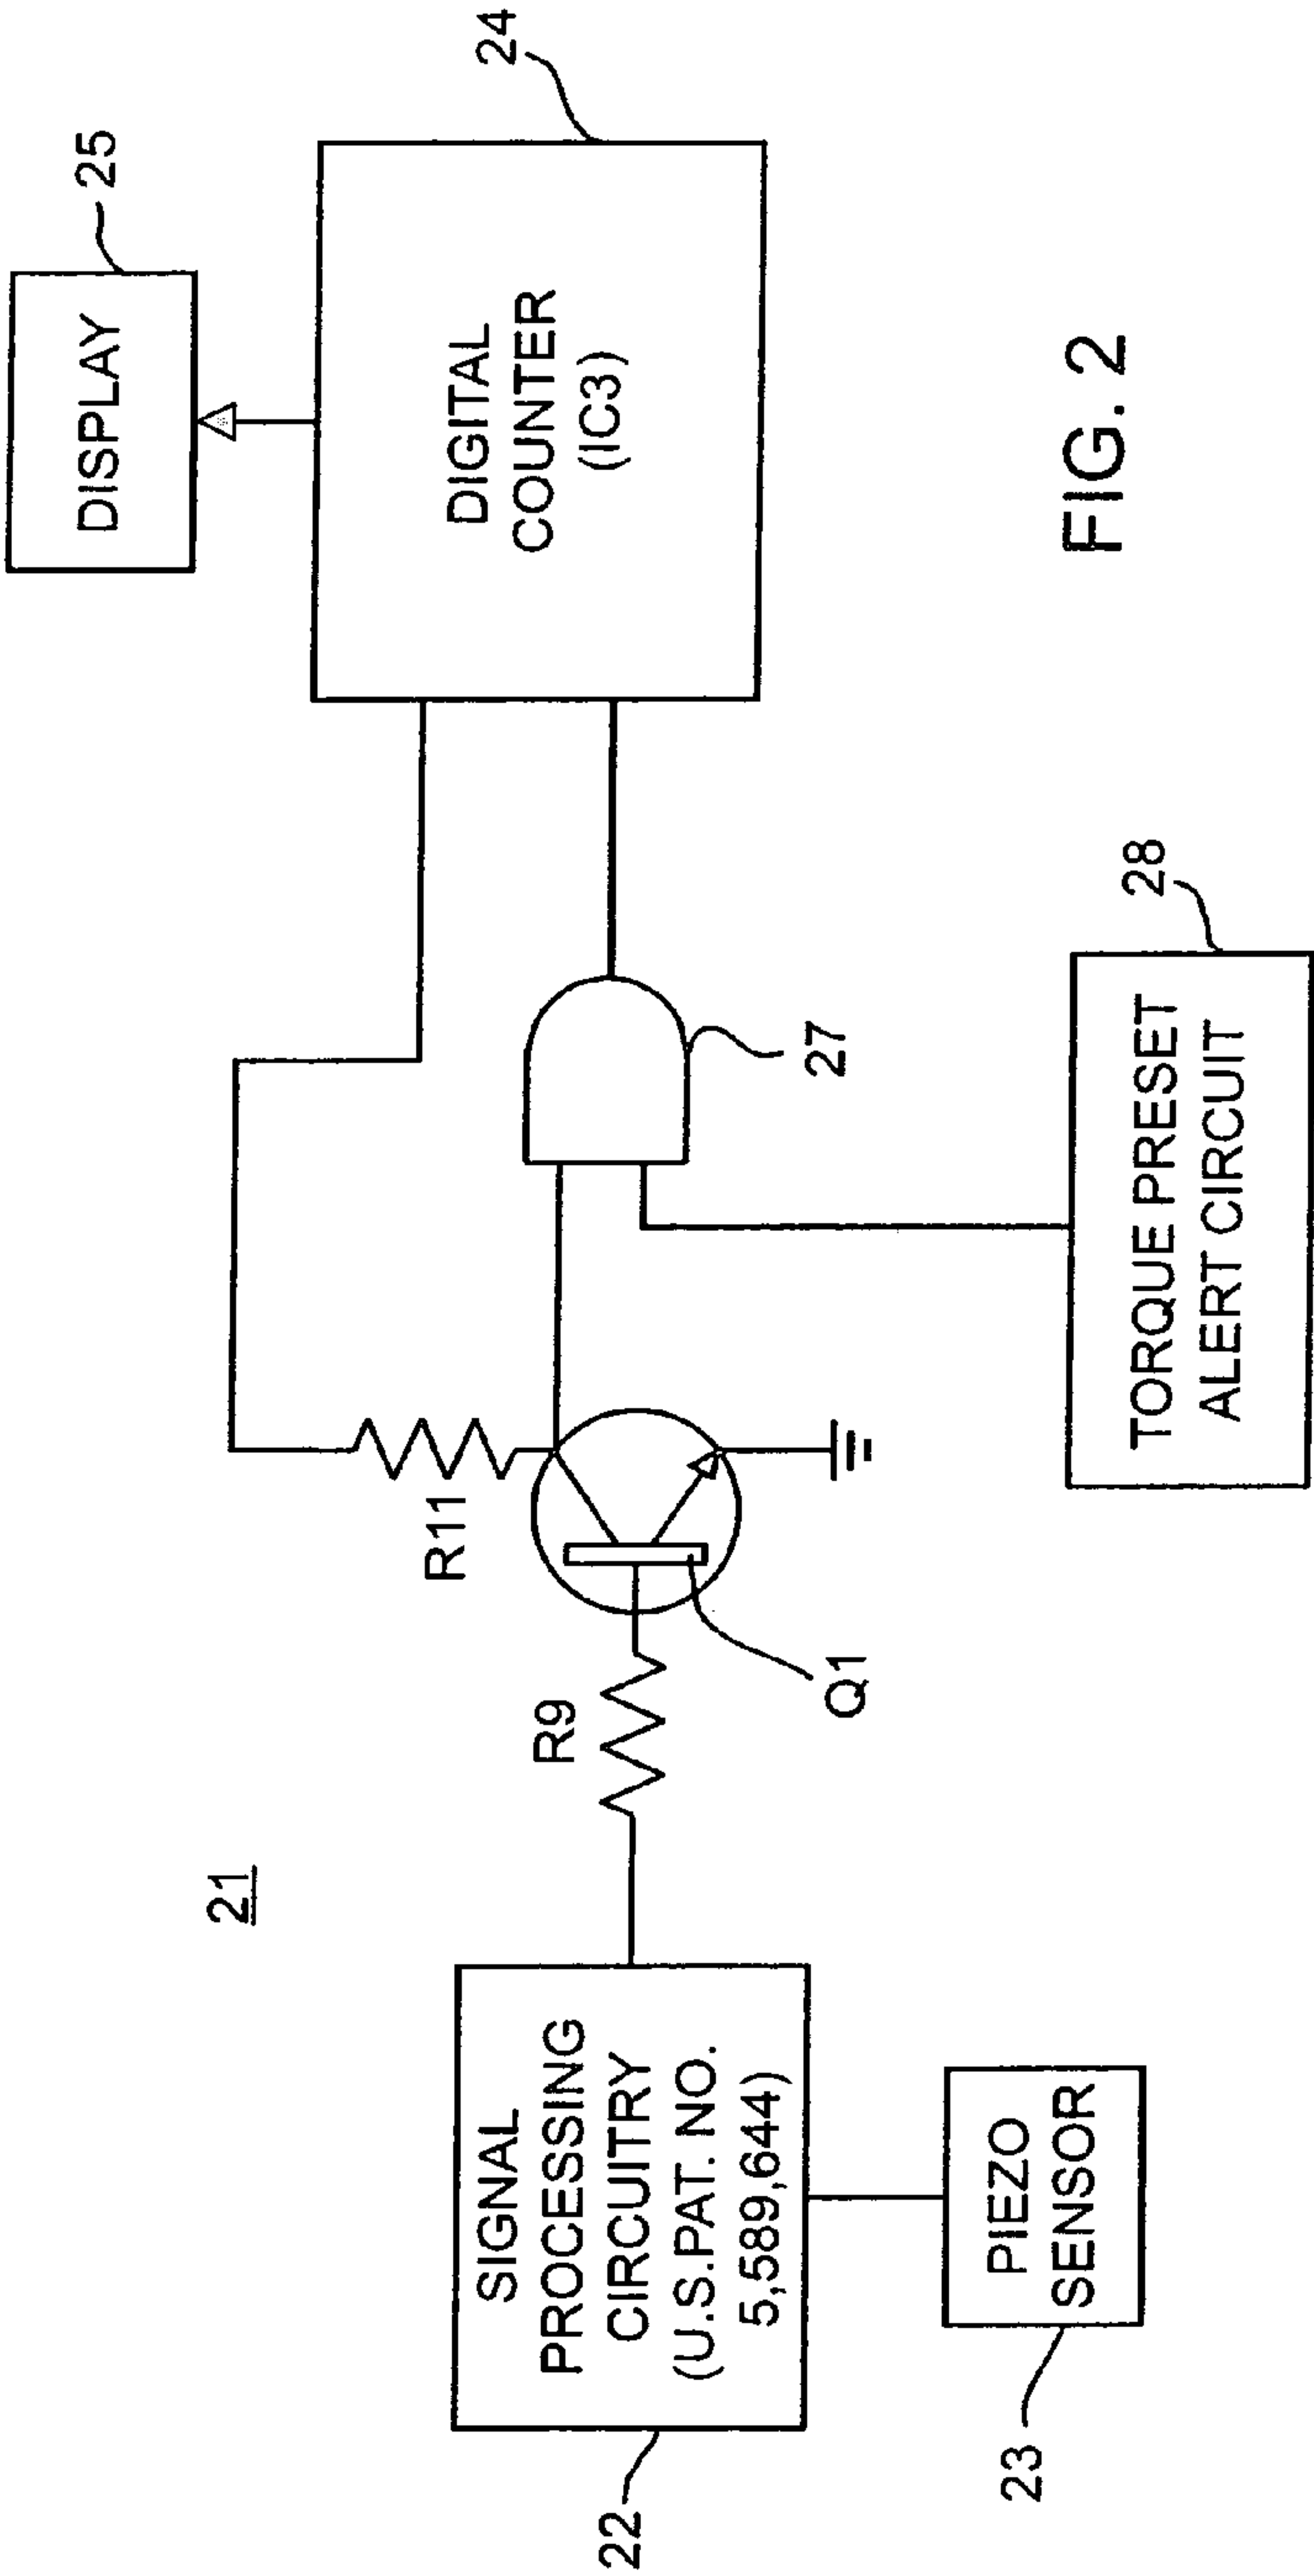 21
22
SIGNAL
PROCESSING
CIRCUITRY
(U.S.PAT. NO.
5,589,644)
23
PIEZO
SENSOR
R9
Q1
R11
27
TORQUE PRESET
ALERT CIRCUIT
28
DIGITAL
COUNTER
(IC3)
24
DISPLAY
25
FIG. 2